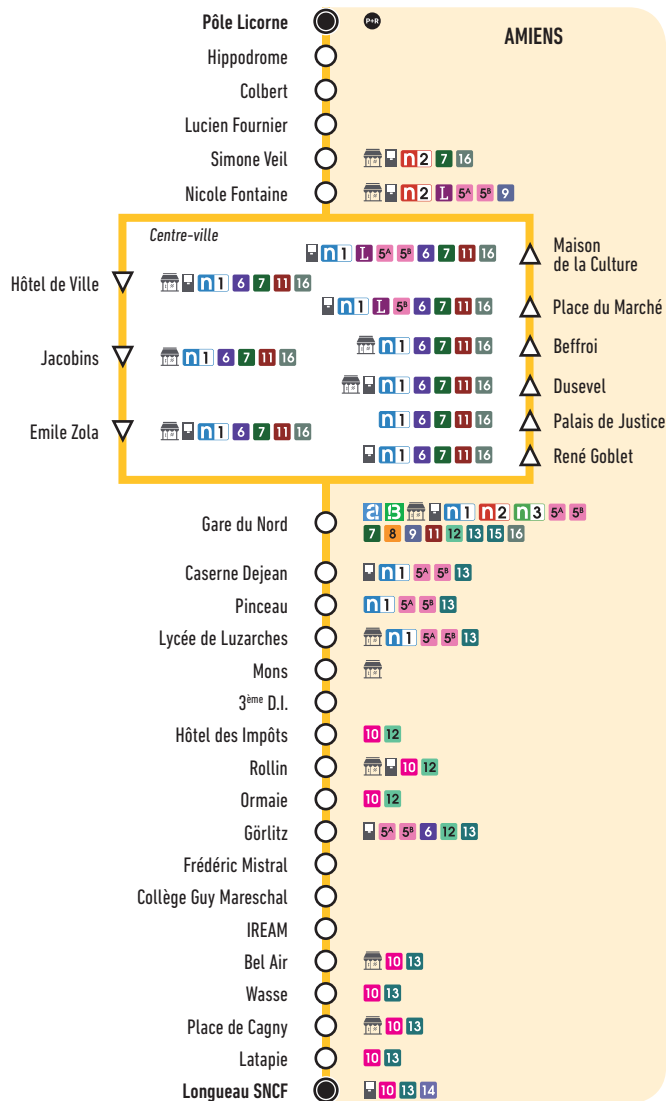 Pôle Licorne P+R
AMIENS
Hippodrome
Colbert
Lucien Fournier
Simone Veil n2 7 16
Nicole Fontaine n2 L 5A 5B 9
Centre-ville
Hôtel de Ville n1 6 7 11 16
Jacobins n1 6 7 11 16
Emile Zola n1 6 7 11 16
n1 L 5A 5B 6 7 11 16 Maison
de la Culture
n1 L 5B 6 7 11 16 Place du Marché
n1 6 7 11 16 Beffroi
n1 6 7 11 16 Dusevel
n1 6 7 11 16 Palais de Justice
n1 6 7 11 16 René Goblet
Gare du Nord a B n1 n2 n3 5A 5B
7 8 9 11 12 13 15 16
Caserne Dejean n1 5A 5B 13
Pinceau n1 5A 5B 13
Lycée de Luzarches n1 5A 5B 13
Mons
3ème D.I.
Hôtel des Impôts 10 12
Rollin 10 12
Ormaie 10 12
Görlitz 5A 5B 6 12 13
Frédéric Mistral
Collège Guy Mareschal
IREAM
Bel Air 10 13
Wasse 10 13
Place de Cagny 10 13
Latapie 10 13
Longueau SNCF 10 13 14